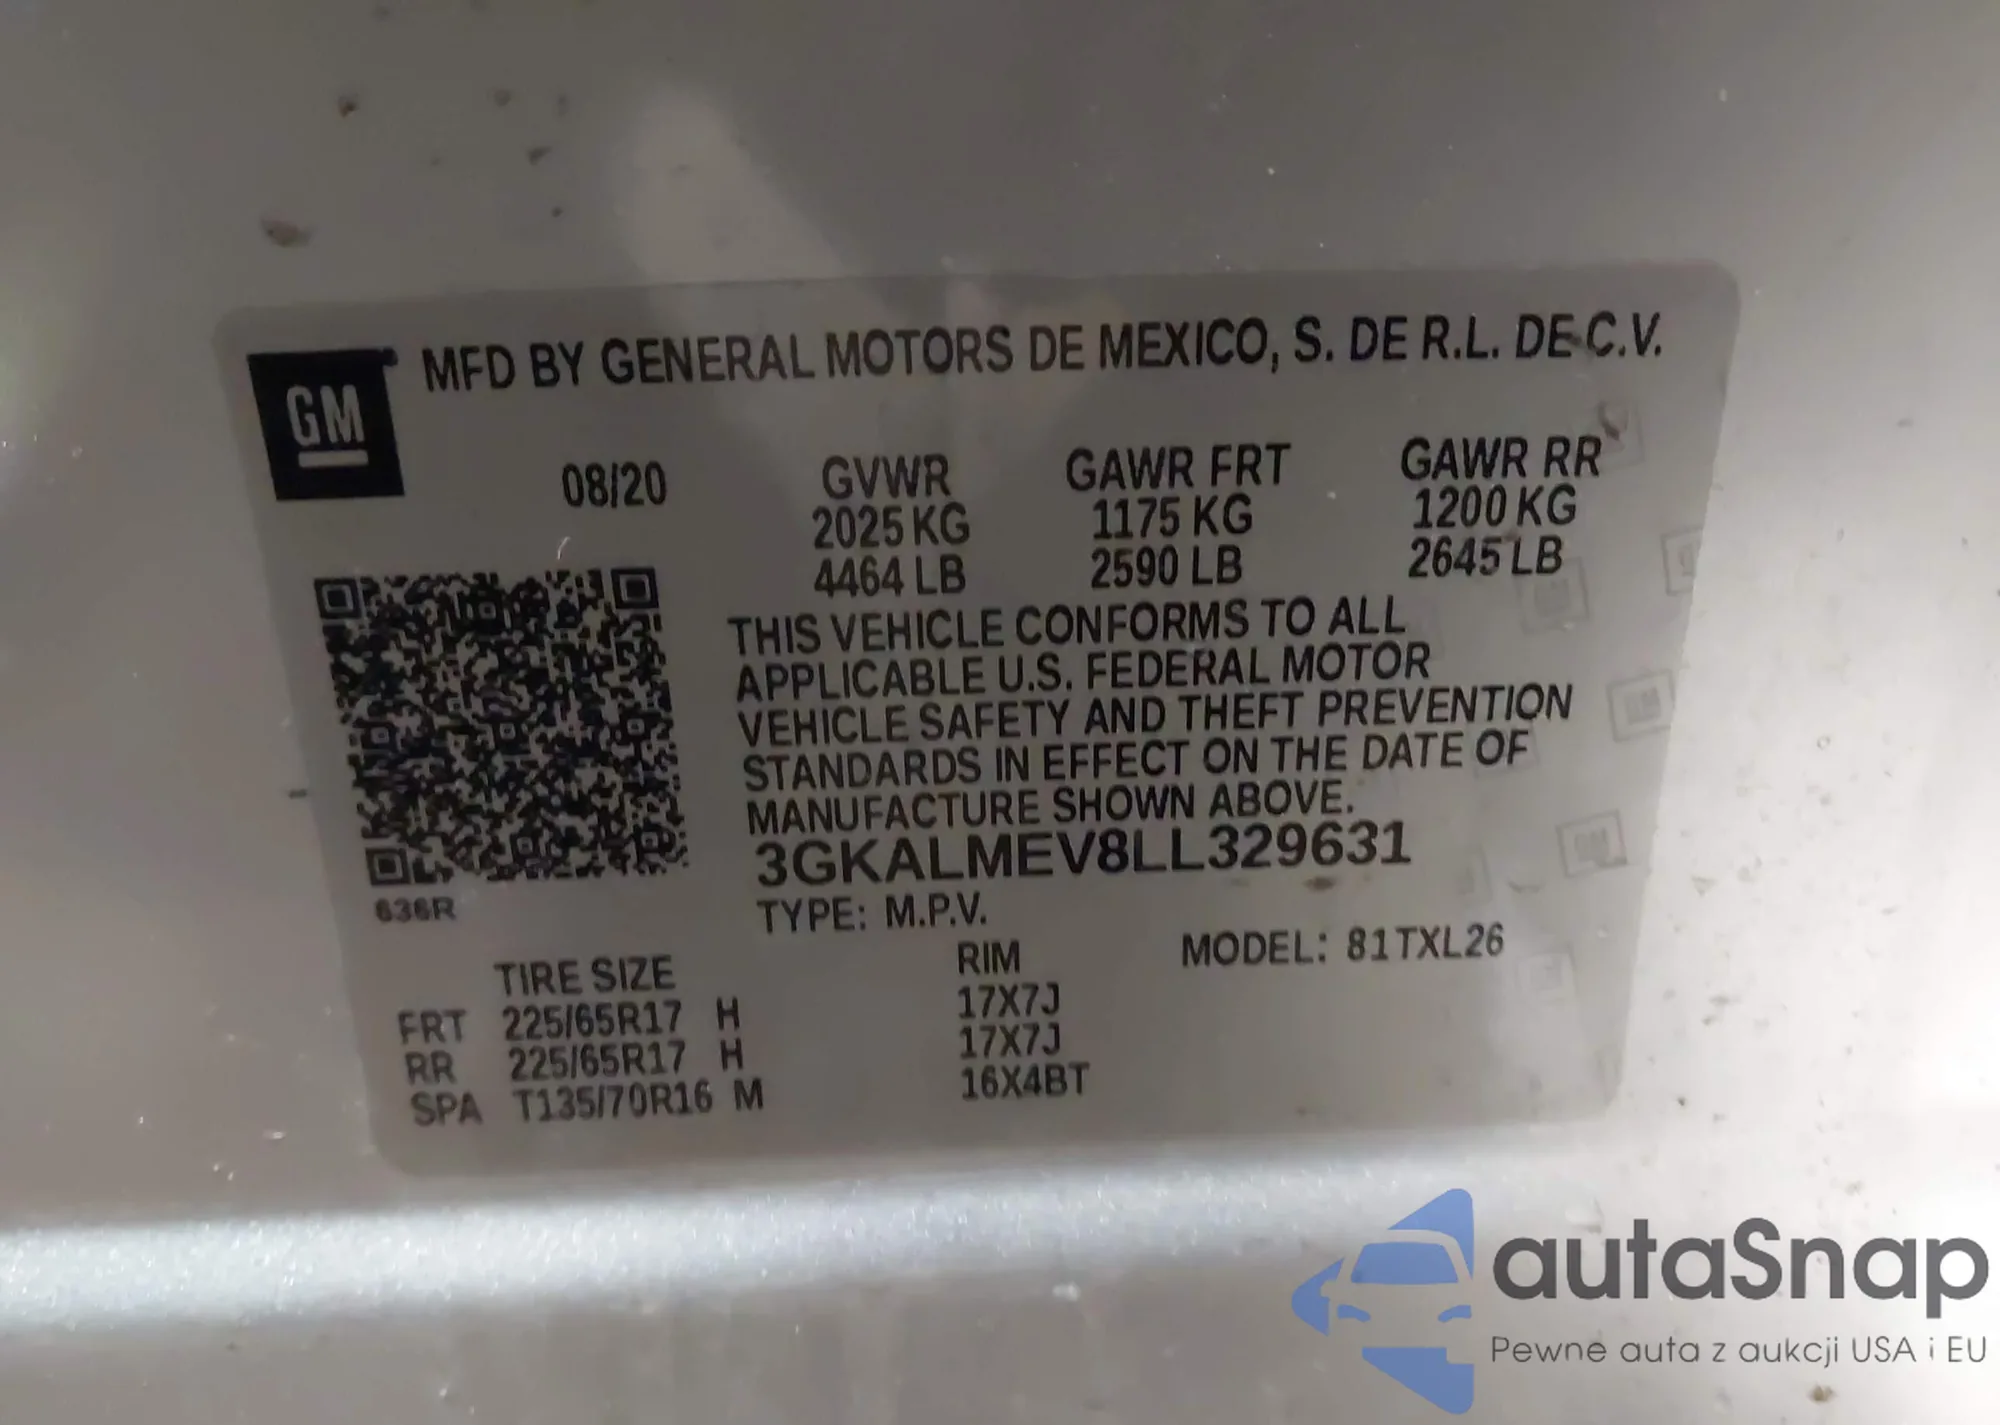 GM
MFD BY GENERAL MOTORS DE MEXICO, S. DE R.L. DE C.V.
08/20 GVWR GAWR FRT GAWR RR
2025 KG 1175 KG 1200 KG
4464 LB 2590 LB 2645 LB
THIS VEHICLE CONFORMS TO ALL
APPLICABLE U.S. FEDERAL MOTOR
VEHICLE SAFETY AND THEFT PREVENTION
STANDARDS IN EFFECT ON THE DATE OF
MANUFACTURE SHOWN ABOVE.
3GKALMEV8LL329631
636R
TYPE: M.P.V. MODEL: 81TXL26
TIRE SIZE RIM
FRT 225/65R17 H 17X7J
RR 225/65R17 H 17X7J
SPA T135/70R16 M 16X4BT
autaSnap
Pewne auta z aukcji USA i EU